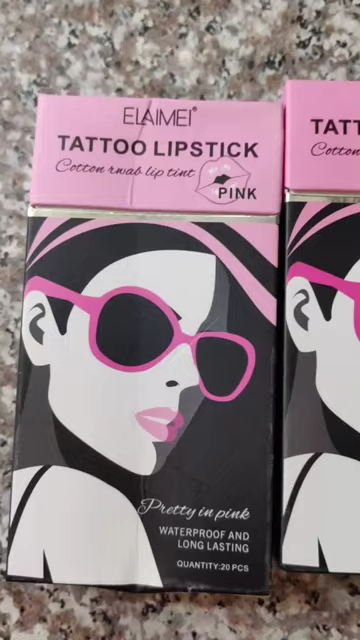 ELAIMEI®
TATTOO LIPSTICK
Cotton rwab lip tint
PINK
Pretty in pink
WATERPROOF AND
LONG LASTING
QUANTITY:20 PCS
TATT
Cotton